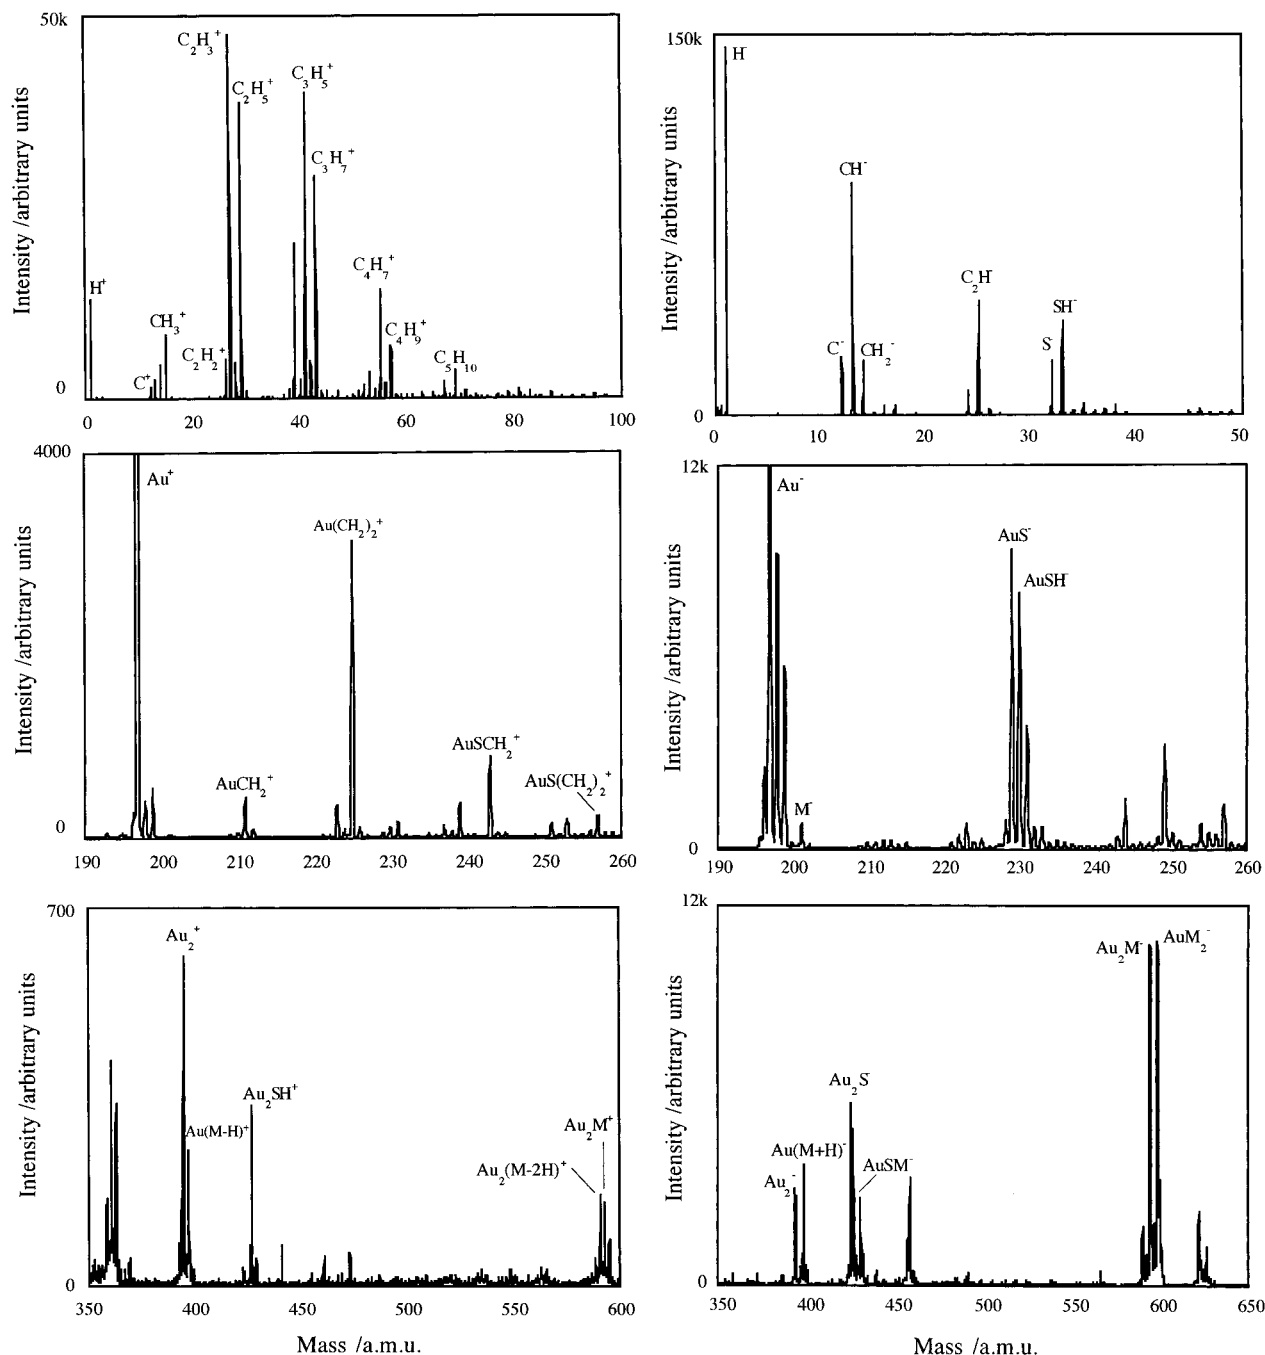 50k
Intensity /arbitrary units
0
H⁺
C⁺
CH₃⁺
C₂H₂⁺
C₂H₃⁺
C₂H₅⁺
C₃H₅⁺
C₃H₇⁺
C₄H₇⁺
C₄H₉⁺
C₅H₁₀
0 20 40 60 80 100
150k
Intensity /arbitrary units
0
H⁻
C⁻
CH⁻
CH₂⁻
C₂H⁻
S⁻
SH⁻
0 10 20 30 40 50
4000
Intensity /arbitrary units
0
Au⁺
AuCH₂⁺
Au(CH₂)₂⁺
AuSCH₂⁺
AuS(CH₂)₂⁺
190 200 210 220 230 240 250 260
12k
Intensity /arbitrary units
0
Au⁻
M⁻
AuS⁻
AuSH⁻
190 200 210 220 230 240 250 260
700
Intensity /arbitrary units
0
Au₂⁺
Au(M-H)⁺
Au₂SH⁺
Au₂(M-2H)⁺
Au₂M⁺
350 400 450 500 550 600
Mass /a.m.u.
12k
Intensity /arbitrary units
0
Au₂⁻
Au(M+H)⁻
Au₂S⁻
AuSM⁻
Au₂M⁻
AuM₂⁻
350 400 450 500 550 600 650
Mass /a.m.u.